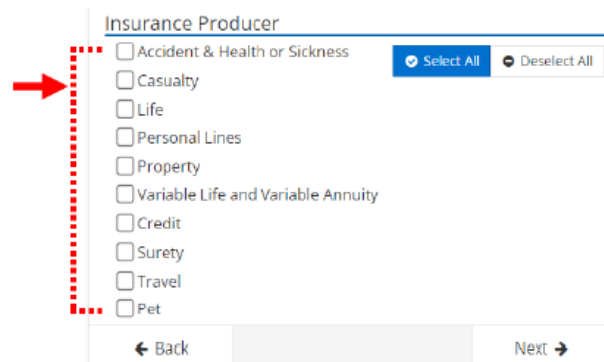 Insurance Producer
Accident & Health or Sickness
Select All
Deselect All
Casualty
Life
Personal Lines
Property
Variable Life and Variable Annuity
Credit
Surety
Travel
Pet
Back
Next